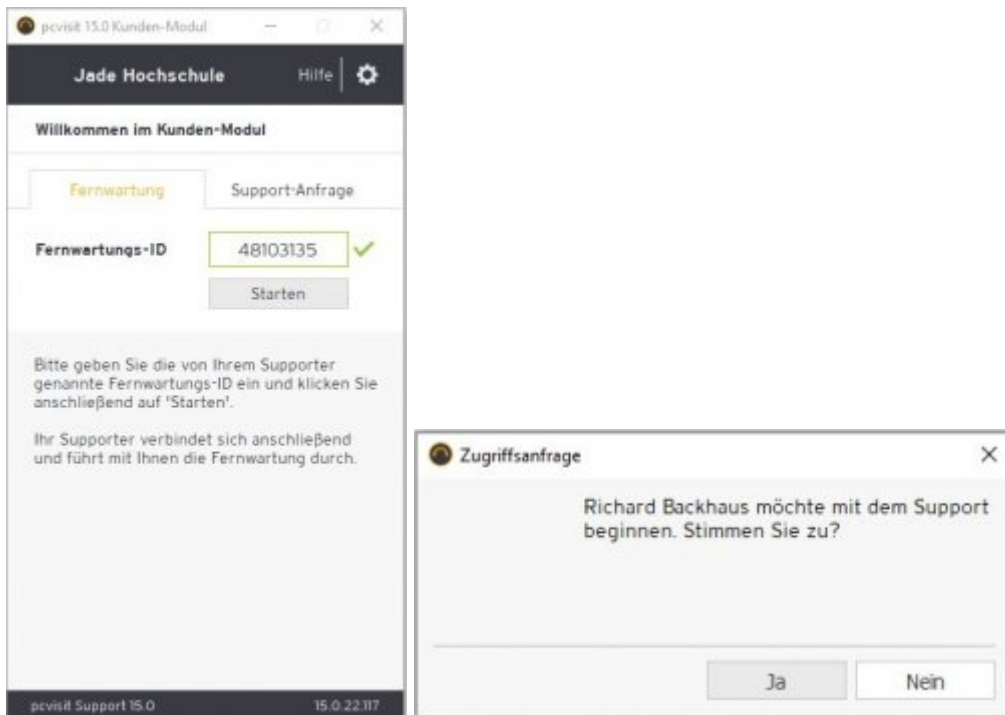 pcvisit 15.0 Kunden-Modul
Jade Hochschule Hilfe
Willkommen im Kunden-Modul
Fernwartung Support-Anfrage
Fernwartungs-ID 48103135
Starten
Bitte geben Sie die von Ihrem Supporter
genannte Fernwartungs-ID ein und klicken Sie
anschließend auf 'Starten'.
Ihr Supporter verbindet sich anschließend
und führt mit Ihnen die Fernwartung durch.
pcvisit Support 15.0 15.0.22.117
Zugriffsanfrage
Richard Backhaus möchte mit dem Support
beginnen. Stimmen Sie zu?
Ja Nein